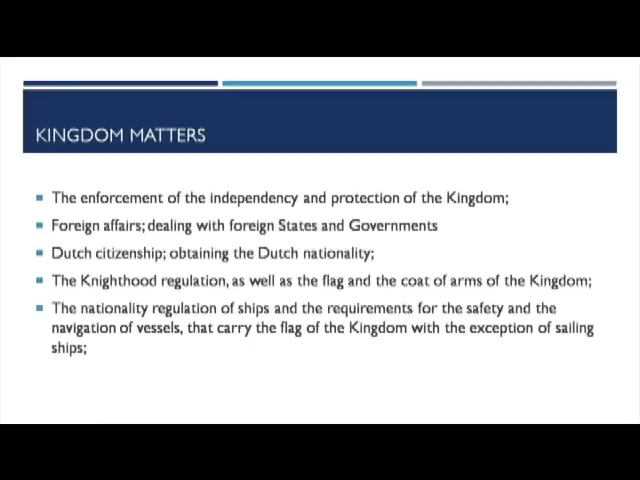 KINGDOM MATTERS
The enforcement of the independency and protection of the Kingdom;
Foreign affairs; dealing with foreign States and Governments
Dutch citizenship; obtaining the Dutch nationality;
The Knighthood regulation, as well as the flag and the coat of arms of the Kingdom;
The nationality regulation of ships and the requirements for the safety and the
navigation of vessels, that carry the flag of the Kingdom with the exception of sailing
ships;